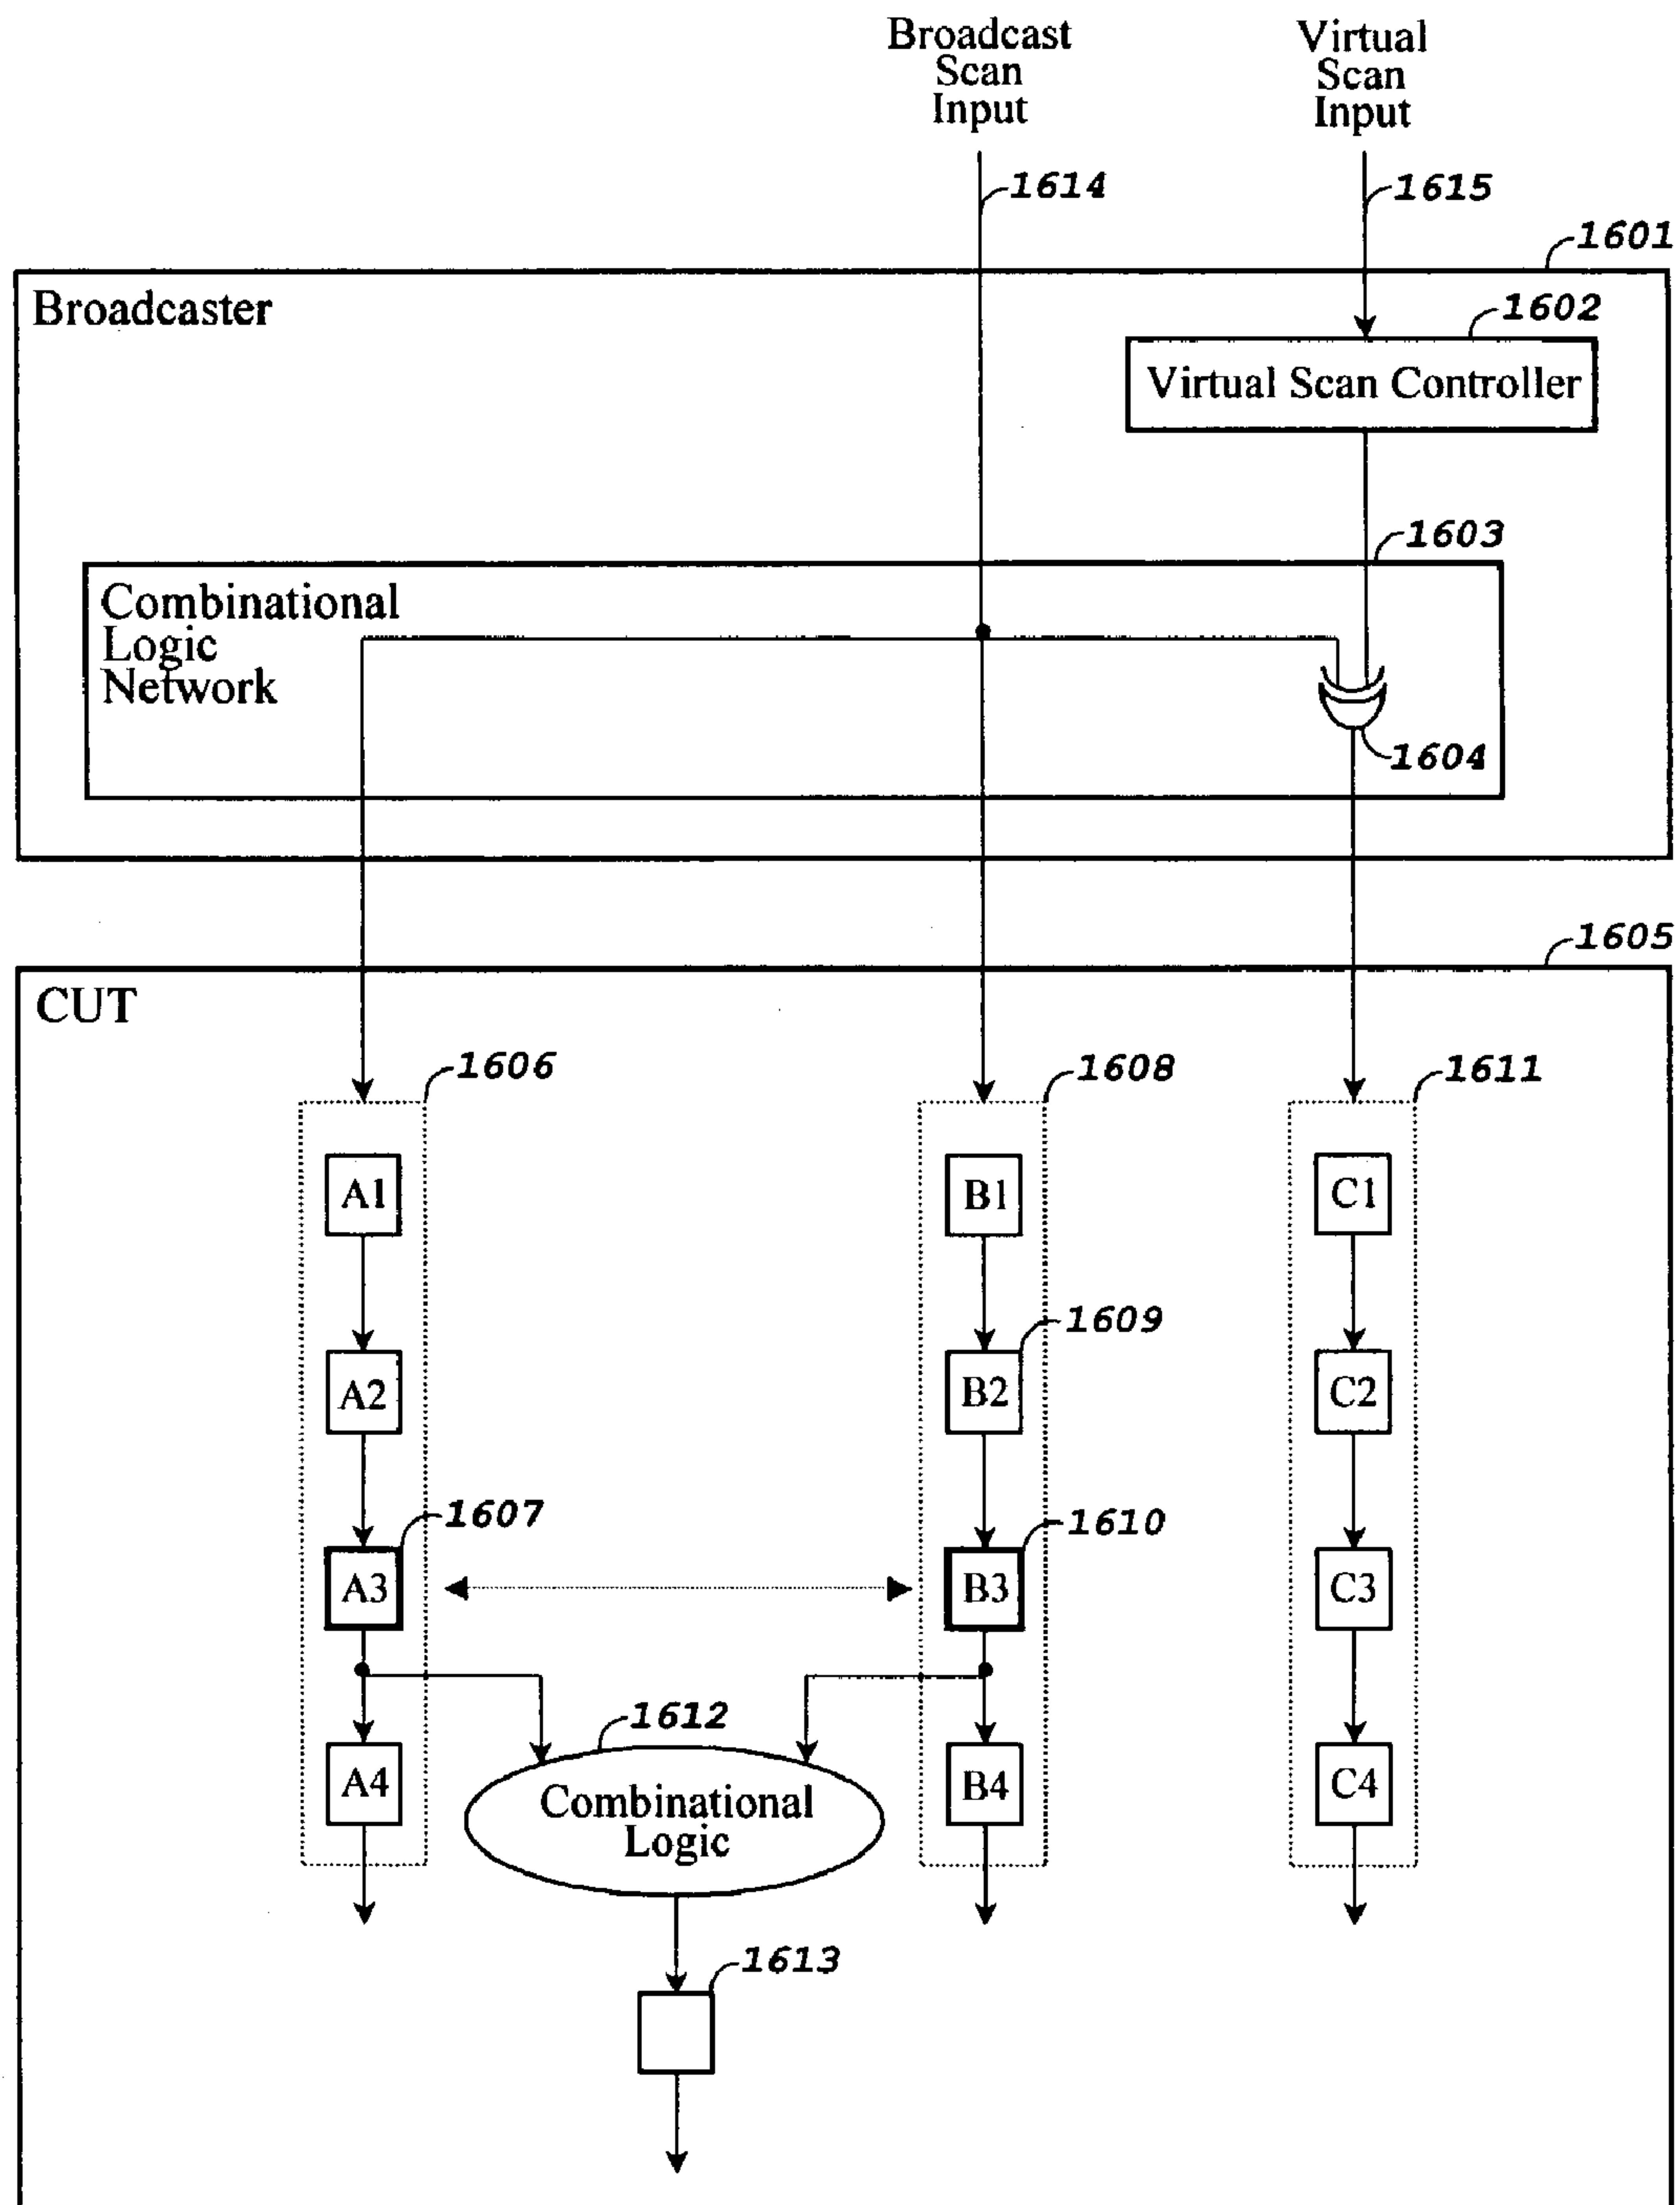 Broadcast
Scan
Input
Virtual
Scan
Input
1614
1615
1601
Broadcaster
1602
Virtual Scan Controller
1603
Combinational
Logic
Network
1604
1605
CUT
1606
1608
1611
A1
B1
C1
1609
A2
B2
C2
1607
1610
A3
B3
C3
1612
A4
Combinational
Logic
B4
C4
1613